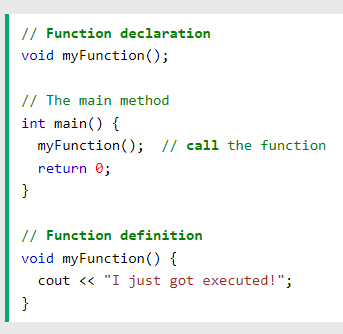 // Function declaration
void myFunction();

// The main method
int main() {
  myFunction();  // call the function
  return 0;
}

// Function definition
void myFunction() {
  cout << "I just got executed!";
}